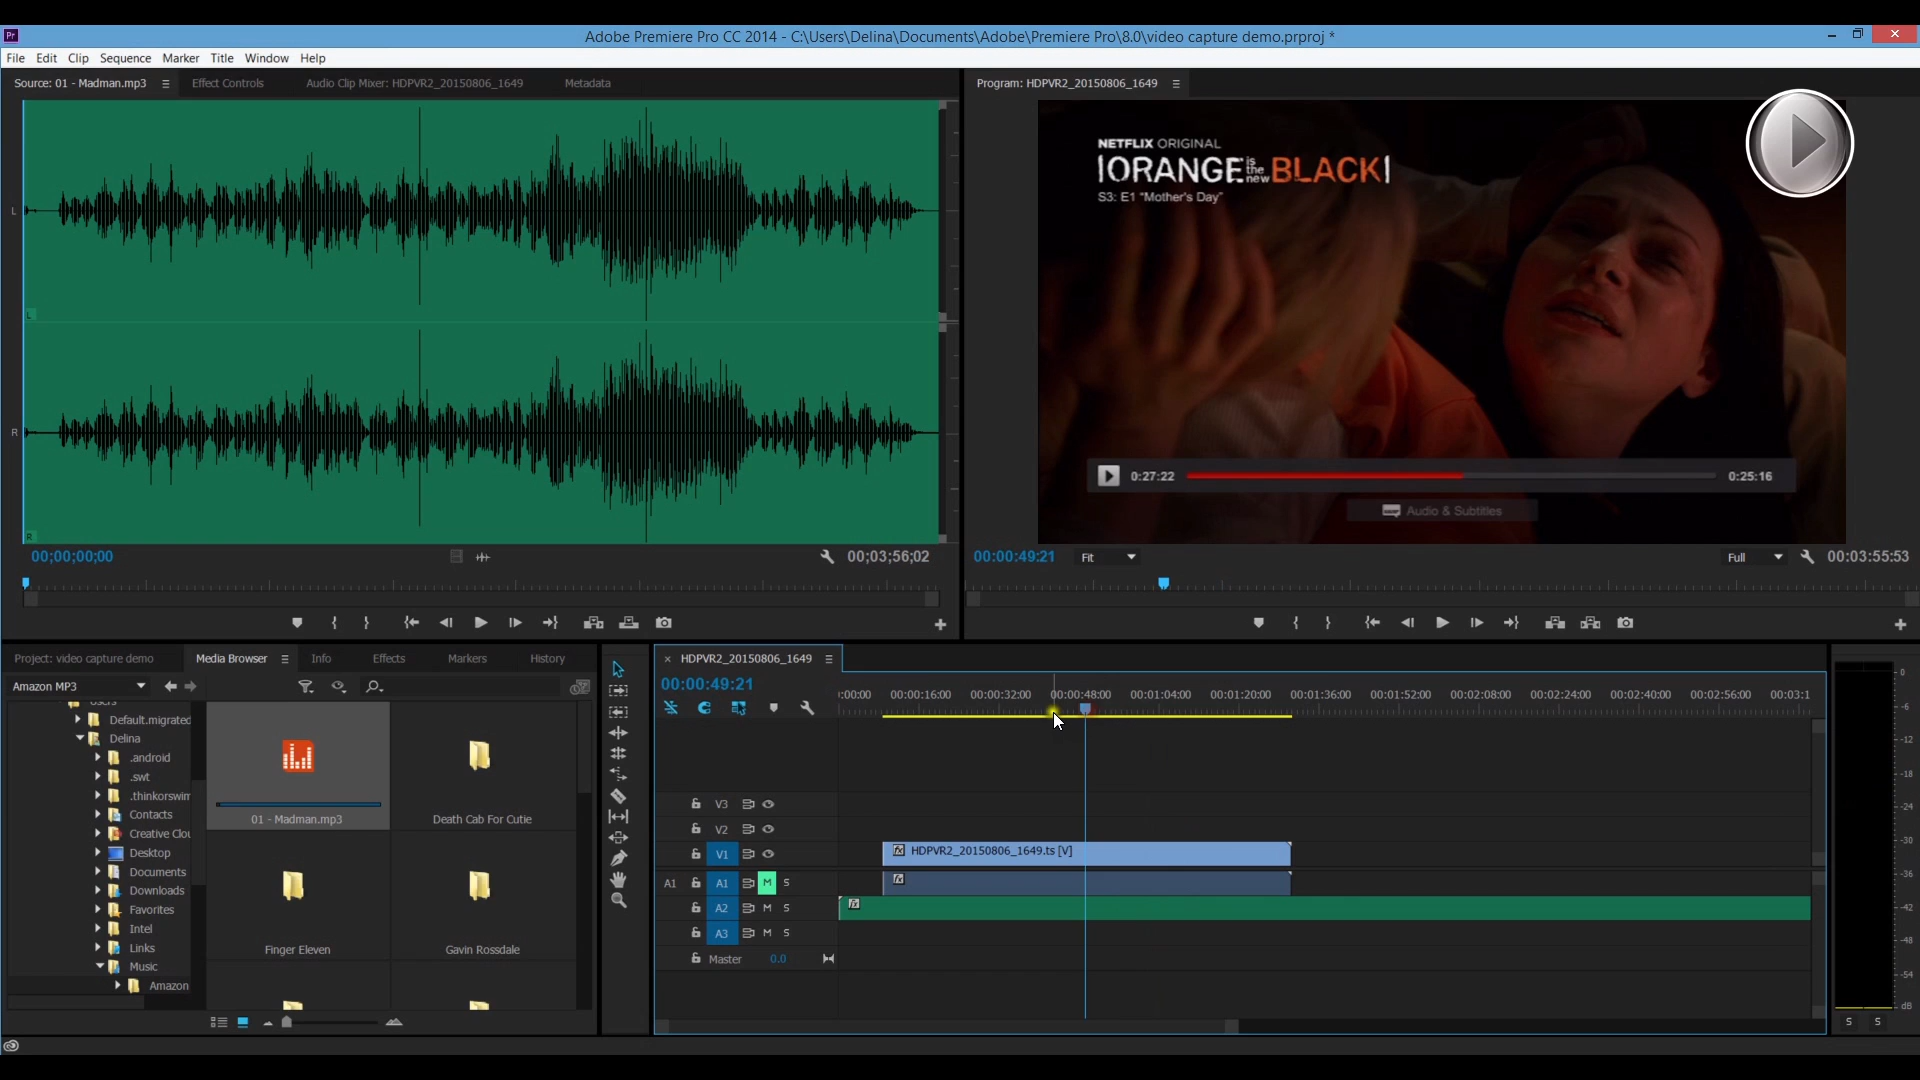 Pr
Adobe Premiere Pro CC 2014 - C:\Users\Delina\Documents\Adobe\Premiere Pro\8.0\video capture demo.prproj *
File Edit Clip Sequence Marker Title Window Help
Source: 01 - Madman.mp3 Effect Controls Audio Clip Mixer: HDPVR2_20150806_1649 Metadata
Program: HDPVR2_20150806_1649
NETFLIX ORIGINAL
ORANGE is the new BLACK
S3: E1 "Mother's Day"
L
L
R
R
0:27:22 0:25:16
Audio & Subtitles
00;00;00;00 00;03;56;02
00:00:49:21 Fit Full 00:03:55:53
Project: video capture demo Media Browser Info Effects Markers History
Amazon MP3
Users
Default.migrated
Delina
.android
.swt
.thinkorswim
Contacts
Creative Clou
Desktop
Documents
Downloads
Favorites
Intel
Links
Music
Amazon
01 - Madman.mp3
Death Cab For Cutie
Finger Eleven
Gavin Rossdale
HDPVR2_20150806_1649
00:00:49:21
:00:00 00:00:16:00 00:00:32:00 00:00:48:00 00:01:04:00 00:01:20:00 00:01:36:00 00:01:52:00 00:02:08:00 00:02:24:00 00:02:40:00 00:02:56:00 00:03:1
V3
V2
V1 fx HDPVR2_20150806_1649.ts [V]
A1 A1 M S fx
A2 M S fx
A3 M S
Master 0.0
0
-6
-12
-18
-24
-30
-36
-42
-48
-54
dB
S S